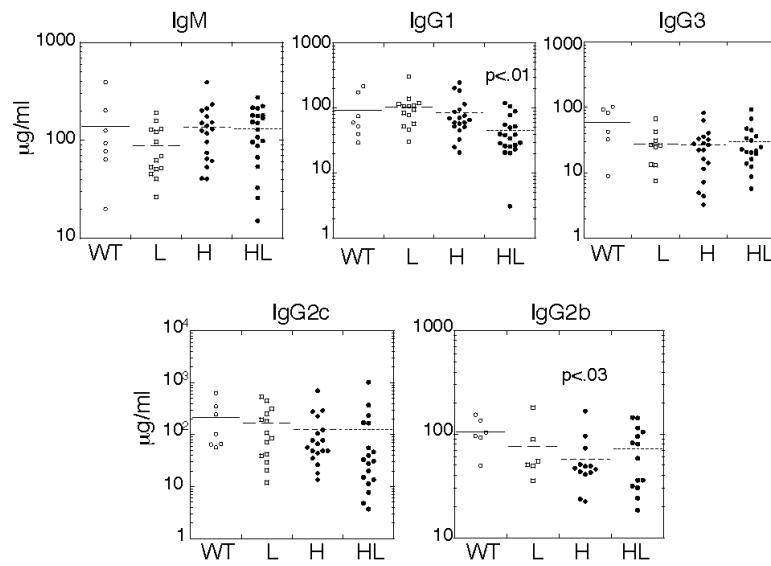 IgM
IgG1
IgG3
μg/ml
1000
100
10
WT L H HL
1000
100
10
1
p<.01
WT L H HL
1000
100
10
1
WT L H HL
IgG2c
IgG2b
μg/ml
10⁴
10³
10²
10
1
WT L H HL
1000
100
10
p<.03
WT L H HL